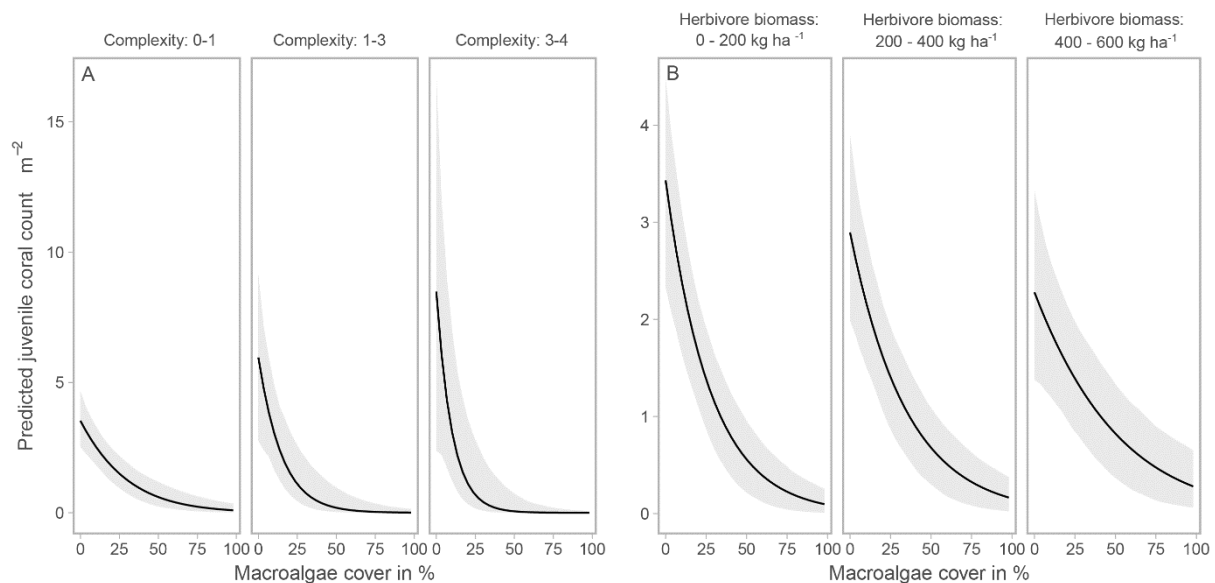 Complexity: 0-1
Complexity: 1-3
Complexity: 3-4
A
Predicted juvenile coral count m⁻²
15
10
5
0
0 25 50 75 100
0 25 50 75 100
0 25 50 75 100
Macroalgae cover in %
Herbivore biomass:
0 - 200 kg ha ⁻¹
Herbivore biomass:
200 - 400 kg ha⁻¹
Herbivore biomass:
400 - 600 kg ha⁻¹
B
4
3
2
1
0
0 25 50 75 100
0 25 50 75 100
0 25 50 75 100
Macroalgae cover in %